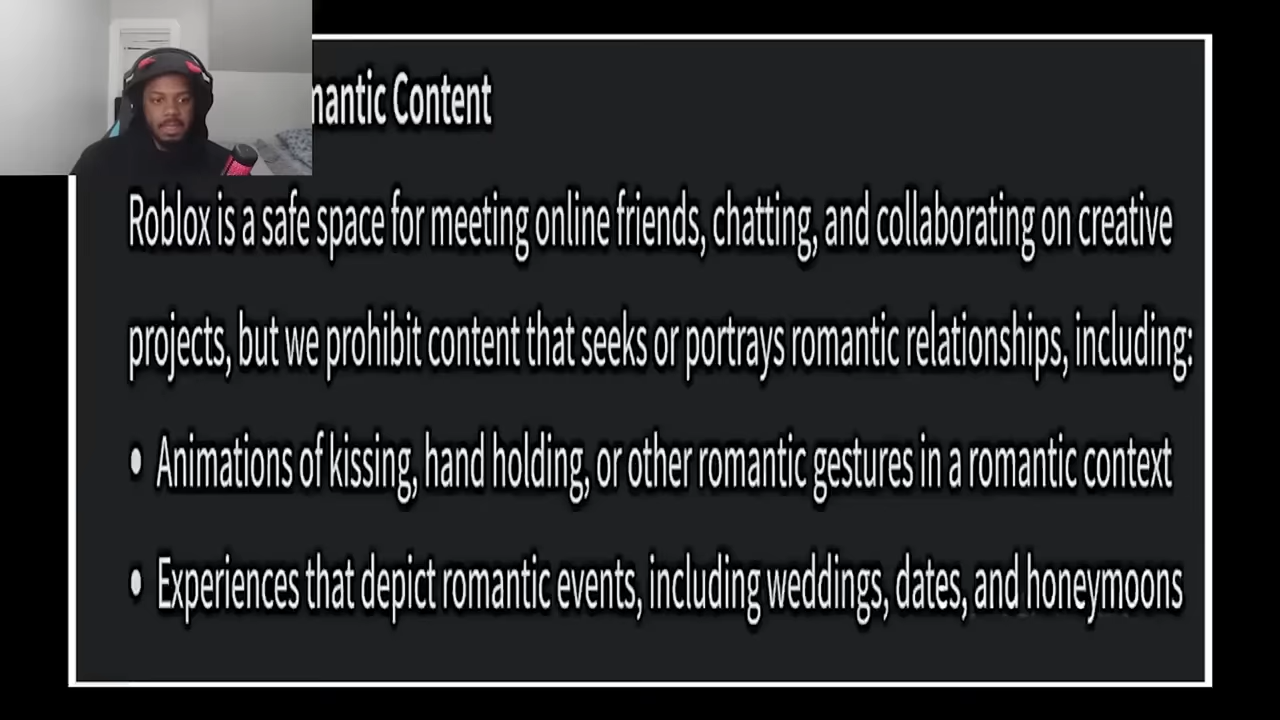 mantic Content
Roblox is a safe space for meeting online friends, chatting, and collaborating on creative
projects, but we prohibit content that seeks or portrays romantic relationships, including:
• Animations of kissing, hand holding, or other romantic gestures in a romantic context
• Experiences that depict romantic events, including weddings, dates, and honeymoons